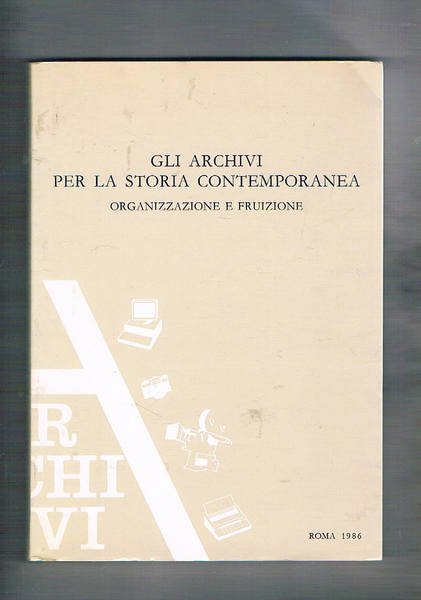 GLI ARCHIVI
PER LA STORIA CONTEMPORANEA
ORGANIZZAZIONE E FRUIZIONE
R
CHI
VI
ROMA 1986